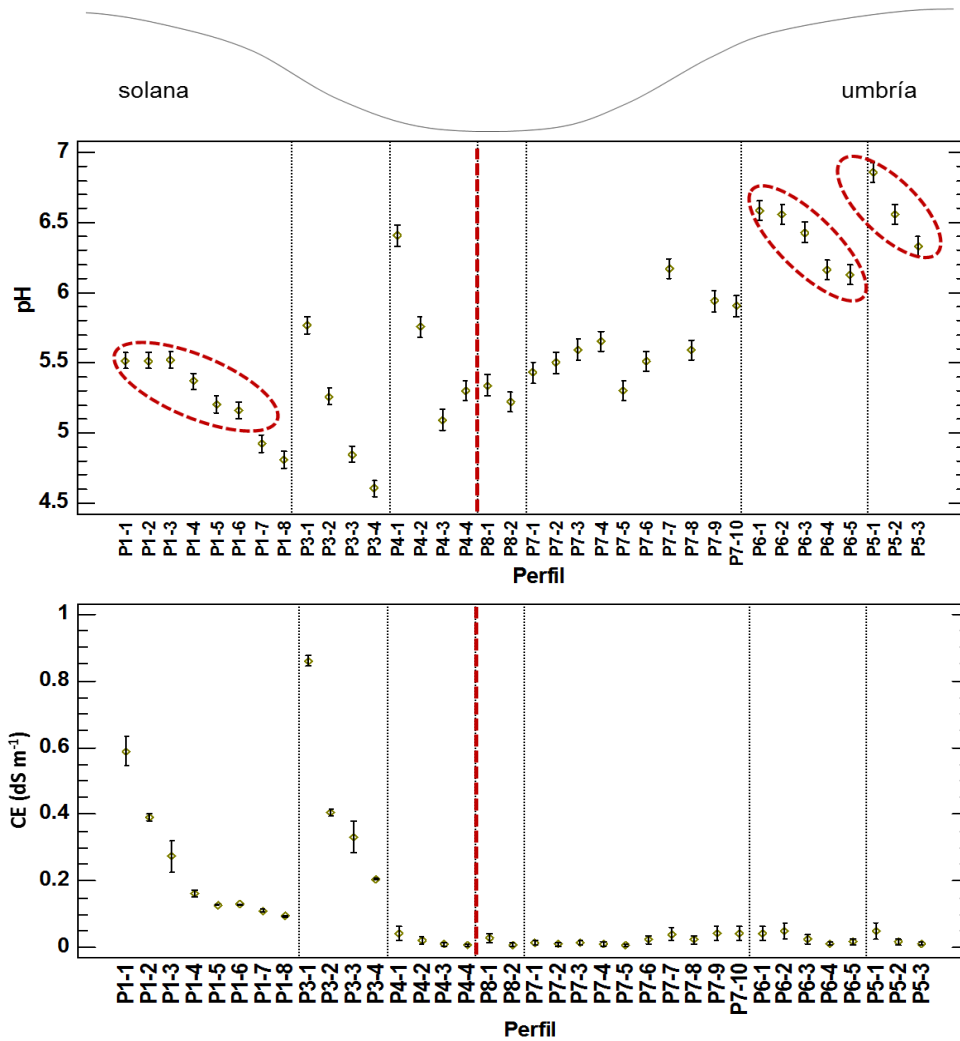 solana
umbría
7
6.5
6
5.5
5
4.5
pH
P1-1 P1-2 P1-3 P1-4 P1-5 P1-6 P1-7 P1-8 P3-1 P3-2 P3-3 P3-4 P4-1 P4-2 P4-3 P4-4 P8-1 P8-2 P7-1 P7-2 P7-3 P7-4 P7-5 P7-6 P7-7 P7-8 P7-9 P7-10 P6-1 P6-2 P6-3 P6-4 P6-5 P5-1 P5-2 P5-3
Perfil
1
0.8
0.6
0.4
0.2
0
CE (dS m⁻¹)
P1-1 P1-2 P1-3 P1-4 P1-5 P1-6 P1-7 P1-8 P3-1 P3-2 P3-3 P3-4 P4-1 P4-2 P4-3 P4-4 P8-1 P8-2 P7-1 P7-2 P7-3 P7-4 P7-5 P7-6 P7-7 P7-8 P7-9 P7-10 P6-1 P6-2 P6-3 P6-4 P6-5 P5-1 P5-2 P5-3
Perfil